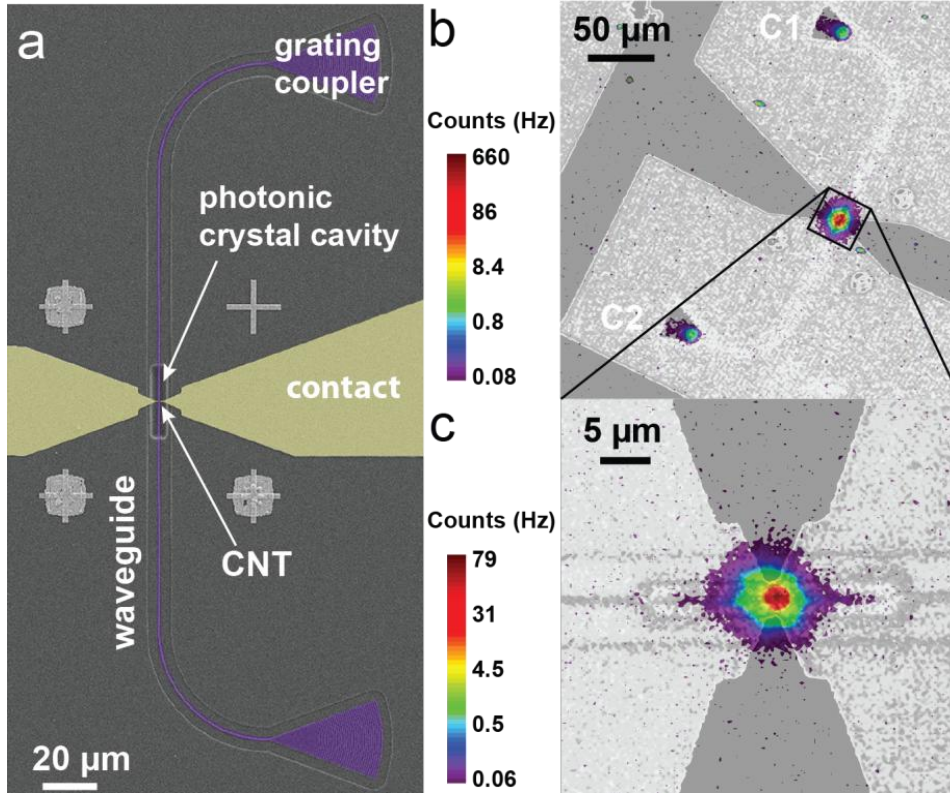 a
grating
coupler
photonic
crystal cavity
contact
waveguide
CNT
20 µm
b
50 µm
C1
C2
Counts (Hz)
660
86
8.4
0.8
0.08
c
5 µm
Counts (Hz)
79
31
4.5
0.5
0.06